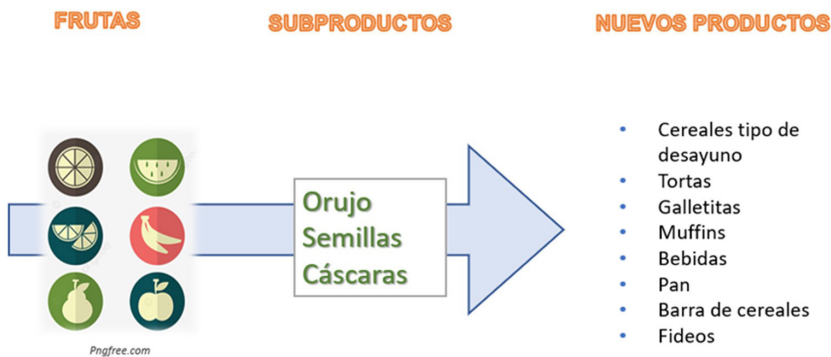 FRUTAS
SUBPRODUCTOS
NUEVOS PRODUCTOS
Orujo
Semillas
Cáscaras
• Cereales tipo de
desayuno
• Tortas
• Galletitas
• Muffins
• Bebidas
• Pan
• Barra de cereales
• Fideos
Pngfree.com